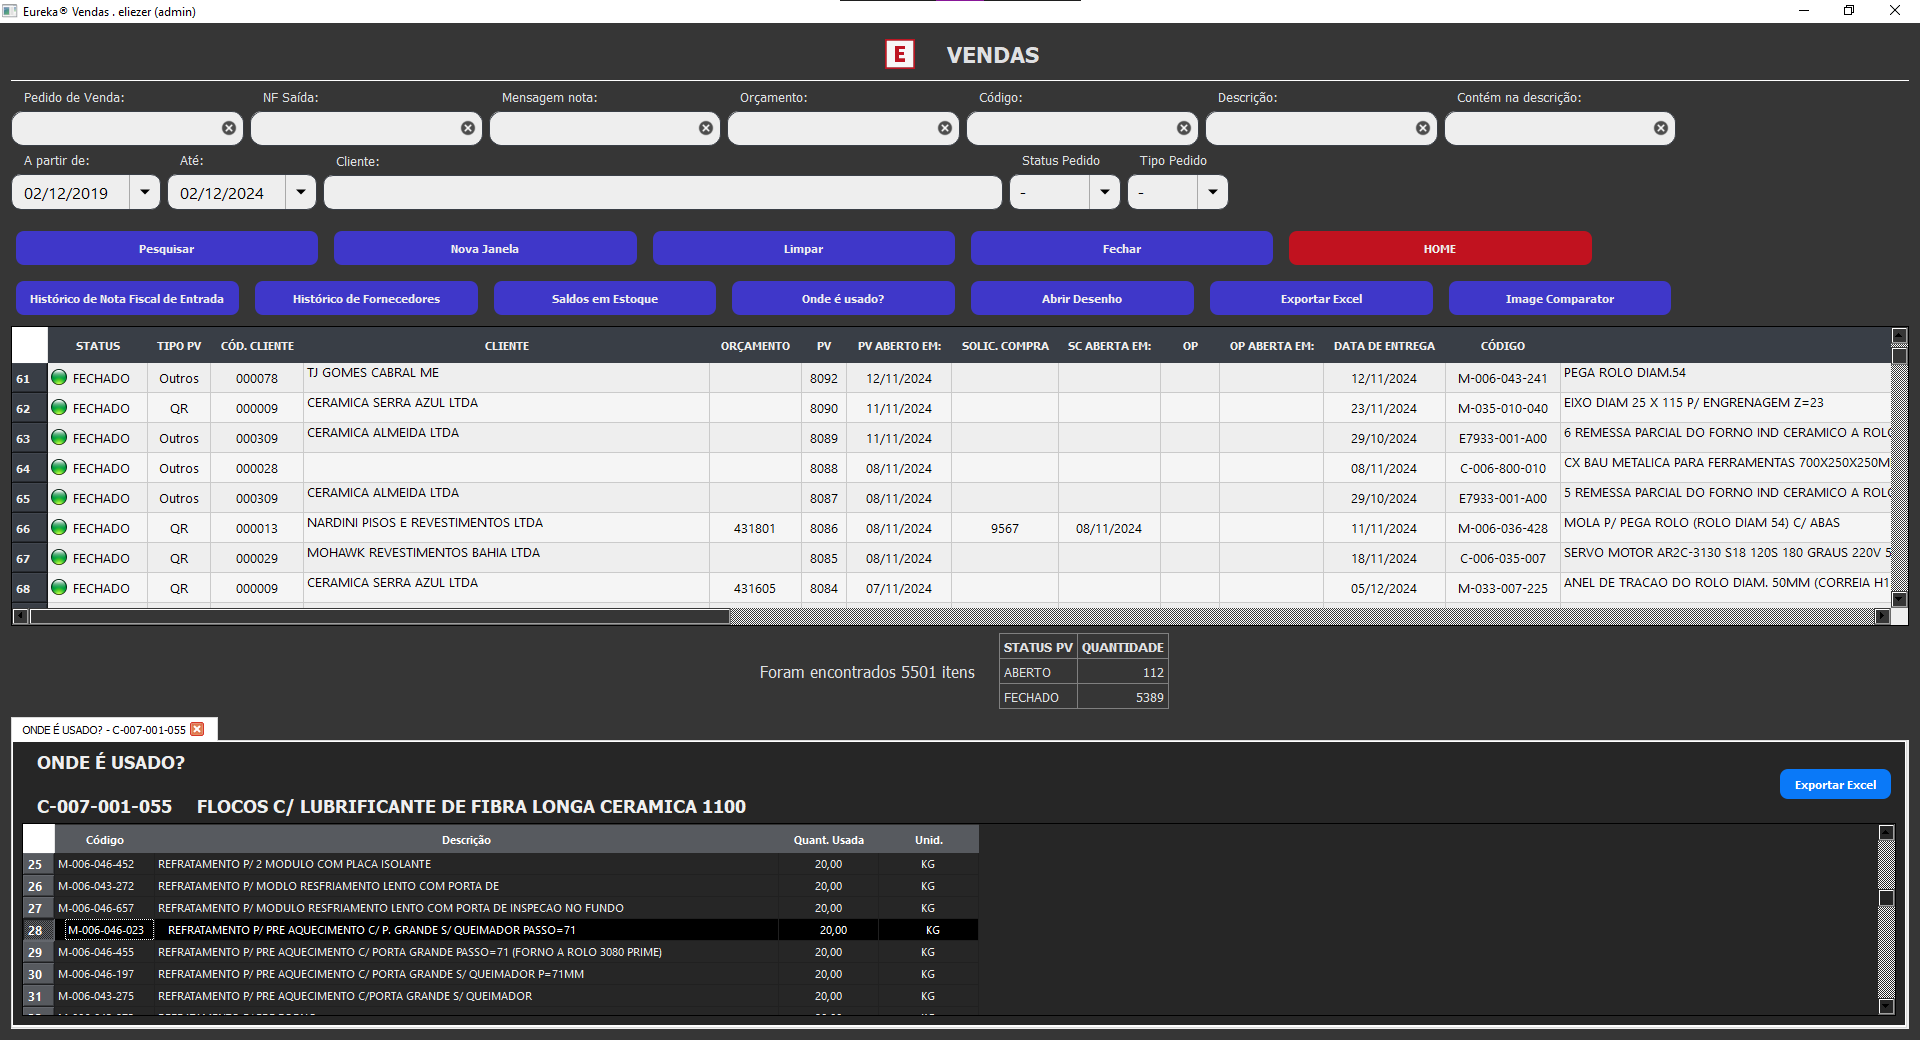 Eureka® Vendas . eliezer (admin)
E VENDAS
Pedido de Venda: NF Saída: Mensagem nota: Orçamento: Código: Descrição: Contém na descrição:
A partir de: Até: Cliente: Status Pedido Tipo Pedido
02/12/2019 02/12/2024 - -
Pesquisar Nova Janela Limpar Fechar HOME
Histórico de Nota Fiscal de Entrada Histórico de Fornecedores Saldos em Estoque Onde é usado? Abrir Desenho Exportar Excel Image Comparator
STATUS TIPO PV CÓD. CLIENTE CLIENTE ORÇAMENTO PV PV ABERTO EM: SOLIC. COMPRA SC ABERTA EM: OP OP ABERTA EM: DATA DE ENTREGA CÓDIGO
61 FECHADO Outros 000078 TJ GOMES CABRAL ME 8092 12/11/2024 12/11/2024 M-006-043-241 PEGA ROLO DIAM.54
62 FECHADO QR 000009 CERAMICA SERRA AZUL LTDA 8090 11/11/2024 23/11/2024 M-035-010-040 EIXO DIAM 25 X 115 P/ ENGRENAGEM Z=23
63 FECHADO Outros 000309 CERAMICA ALMEIDA LTDA 8089 11/11/2024 29/10/2024 E7933-001-A00 6 REMESSA PARCIAL DO FORNO IND CERAMICO A ROLO
64 FECHADO Outros 000028 8088 08/11/2024 08/11/2024 C-006-800-010 CX BAU METALICA PARA FERRAMENTAS 700X250X250M
65 FECHADO Outros 000309 CERAMICA ALMEIDA LTDA 8087 08/11/2024 29/10/2024 E7933-001-A00 5 REMESSA PARCIAL DO FORNO IND CERAMICO A ROLO
66 FECHADO QR 000013 NARDINI PISOS E REVESTIMENTOS LTDA 431801 8086 08/11/2024 9567 08/11/2024 11/11/2024 M-006-036-428 MOLA P/ PEGA ROLO (ROLO DIAM 54) C/ ABAS
67 FECHADO QR 000029 MOHAWK REVESTIMENTOS BAHIA LTDA 8085 08/11/2024 18/11/2024 C-006-035-007 SERVO MOTOR AR2C-3130 S18 120S 180 GRAUS 220V 5
68 FECHADO QR 000009 CERAMICA SERRA AZUL LTDA 431605 8084 07/11/2024 05/12/2024 M-033-007-225 ANEL DE TRACAO DO ROLO DIAM. 50MM (CORREIA H1
Foram encontrados 5501 itens
STATUS PV QUANTIDADE
ABERTO 112
FECHADO 5389
ONDE É USADO? - C-007-001-055
ONDE É USADO?
Exportar Excel
C-007-001-055 FLOCOS C/ LUBRIFICANTE DE FIBRA LONGA CERAMICA 1100
Código Descrição Quant. Usada Unid.
25 M-006-046-452 REFRATAMENTO P/ 2 MODULO COM PLACA ISOLANTE 20,00 KG
26 M-006-043-272 REFRATAMENTO P/ MODLO RESFRIAMENTO LENTO COM PORTA DE 20,00 KG
27 M-006-046-657 REFRATAMENTO P/ MODULO RESFRIAMENTO LENTO COM PORTA DE INSPECAO NO FUNDO 20,00 KG
28 M-006-046-023 REFRATAMENTO P/ PRE AQUECIMENTO C/ P. GRANDE S/ QUEIMADOR PASSO=71 20,00 KG
29 M-006-046-455 REFRATAMENTO P/ PRE AQUECIMENTO C/ PORTA GRANDE PASSO=71 (FORNO A ROLO 3080 PRIME) 20,00 KG
30 M-006-046-197 REFRATAMENTO P/ PRE AQUECIMENTO C/ PORTA GRANDE S/ QUEIMADOR P=71MM 20,00 KG
31 M-006-043-275 REFRATAMENTO P/ PRE AQUECIMENTO C/PORTA GRANDE S/ QUEIMADOR 20,00 KG